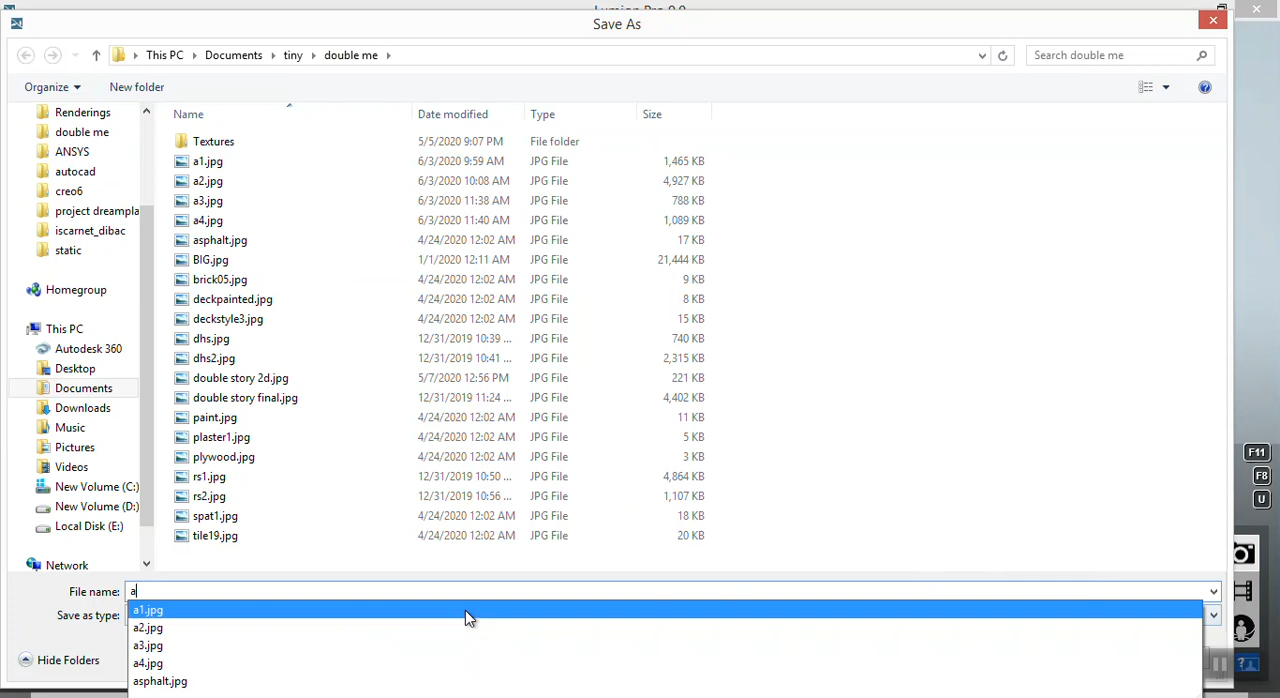 Lumion Pro 9.0
Save As
This PC Documents tiny double me
Search double me
Organize New folder
Name Date modified Type Size
Renderings
double me
ANSYS
autocad
creo6
project dreampla
iscarnet_dibac
static
Homegroup
This PC
Autodesk 360
Desktop
Documents
Downloads
Music
Pictures
Videos
New Volume (C:)
New Volume (D:)
Local Disk (E:)
Network
Textures 5/5/2020 9:07 PM File folder
a1.jpg 6/3/2020 9:59 AM JPG File 1,465 KB
a2.jpg 6/3/2020 10:08 AM JPG File 4,927 KB
a3.jpg 6/3/2020 11:38 AM JPG File 788 KB
a4.jpg 6/3/2020 11:40 AM JPG File 1,089 KB
asphalt.jpg 4/24/2020 12:02 AM JPG File 17 KB
BIG.jpg 1/1/2020 12:11 AM JPG File 21,444 KB
brick05.jpg 4/24/2020 12:02 AM JPG File 9 KB
deckpainted.jpg 4/24/2020 12:02 AM JPG File 8 KB
deckstyle3.jpg 4/24/2020 12:02 AM JPG File 15 KB
dhs.jpg 12/31/2019 10:39 ... JPG File 740 KB
dhs2.jpg 12/31/2019 10:41 ... JPG File 2,315 KB
double story 2d.jpg 5/7/2020 12:56 PM JPG File 221 KB
double story final.jpg 12/31/2019 11:24 ... JPG File 4,402 KB
paint.jpg 4/24/2020 12:02 AM JPG File 11 KB
plaster1.jpg 4/24/2020 12:02 AM JPG File 5 KB
plywood.jpg 4/24/2020 12:02 AM JPG File 3 KB
rs1.jpg 12/31/2019 10:50 ... JPG File 4,864 KB
rs2.jpg 12/31/2019 10:56 ... JPG File 1,107 KB
spat1.jpg 4/24/2020 12:02 AM JPG File 18 KB
tile19.jpg 4/24/2020 12:02 AM JPG File 20 KB
F11
F8
U
File name: a
Save as type:
a1.jpg
a2.jpg
a3.jpg
a4.jpg
asphalt.jpg
Hide Folders